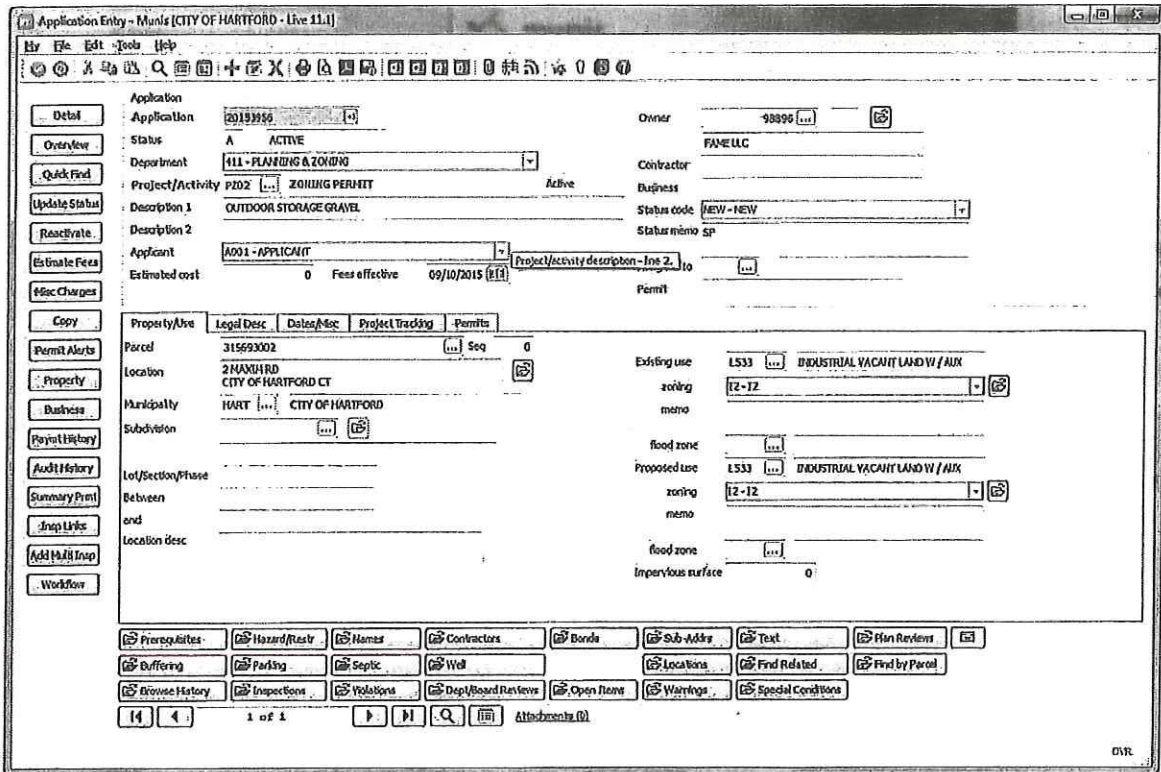 Application Entry - Munis [CITY OF HARTFORD - Live 11.1]
My File Edit Tools Help
Application
Detail
Application 20153956
Owner 98896
Overview
Status A ACTIVE
FAME LLC
Department 411 - PLANNING & ZONING
Contractor
Quick Find
Project/Activity PZ02 ZONING PERMIT Active
Business
Update Status
Description 1 OUTDOOR STORAGE GRAVEL
Status code NEW - NEW
Reactivate
Description 2
Status memo SP
Applicant A001 - APPLICANT
Project/activity description - line 2.
to
Estimate Fees
Estimated cost 0 Fees effective 09/10/2015
Misc Charges
Permit
Copy
Property/Use Legal Desc Dates/Misc Project Tracking Permits
Permit Alerts
Parcel 315693002 Seq 0
Existing use 1533 INDUSTRIAL VACANT LAND W / AUX
Property
Location 2 MAXIM RD
CITY OF HARTFORD CT
zoning I2 - I2
Business
Municipality HART CITY OF HARTFORD
memo
Paymt History
Subdivision
flood zone
Audit History
Proposed use 1533 INDUSTRIAL VACANT LAND W / AUX
Lot/Section/Phase
Summary Print
Between
zoning I2 - I2
Insp Links
and
memo
Location desc
Add Multi Insp
flood zone
Workflow
Impervious surface 0
Prerequisites Hazard/Restr Names Contractors Bonds Sub-Addrs Text Plan Reviews
Buffering Parking Septic Well Locations Find Related Find by Parcel
Browse History Inspections Violations Dept/Board Reviews Open Items Warnings Special Conditions
1 of 1 Attachments (0)
OVR